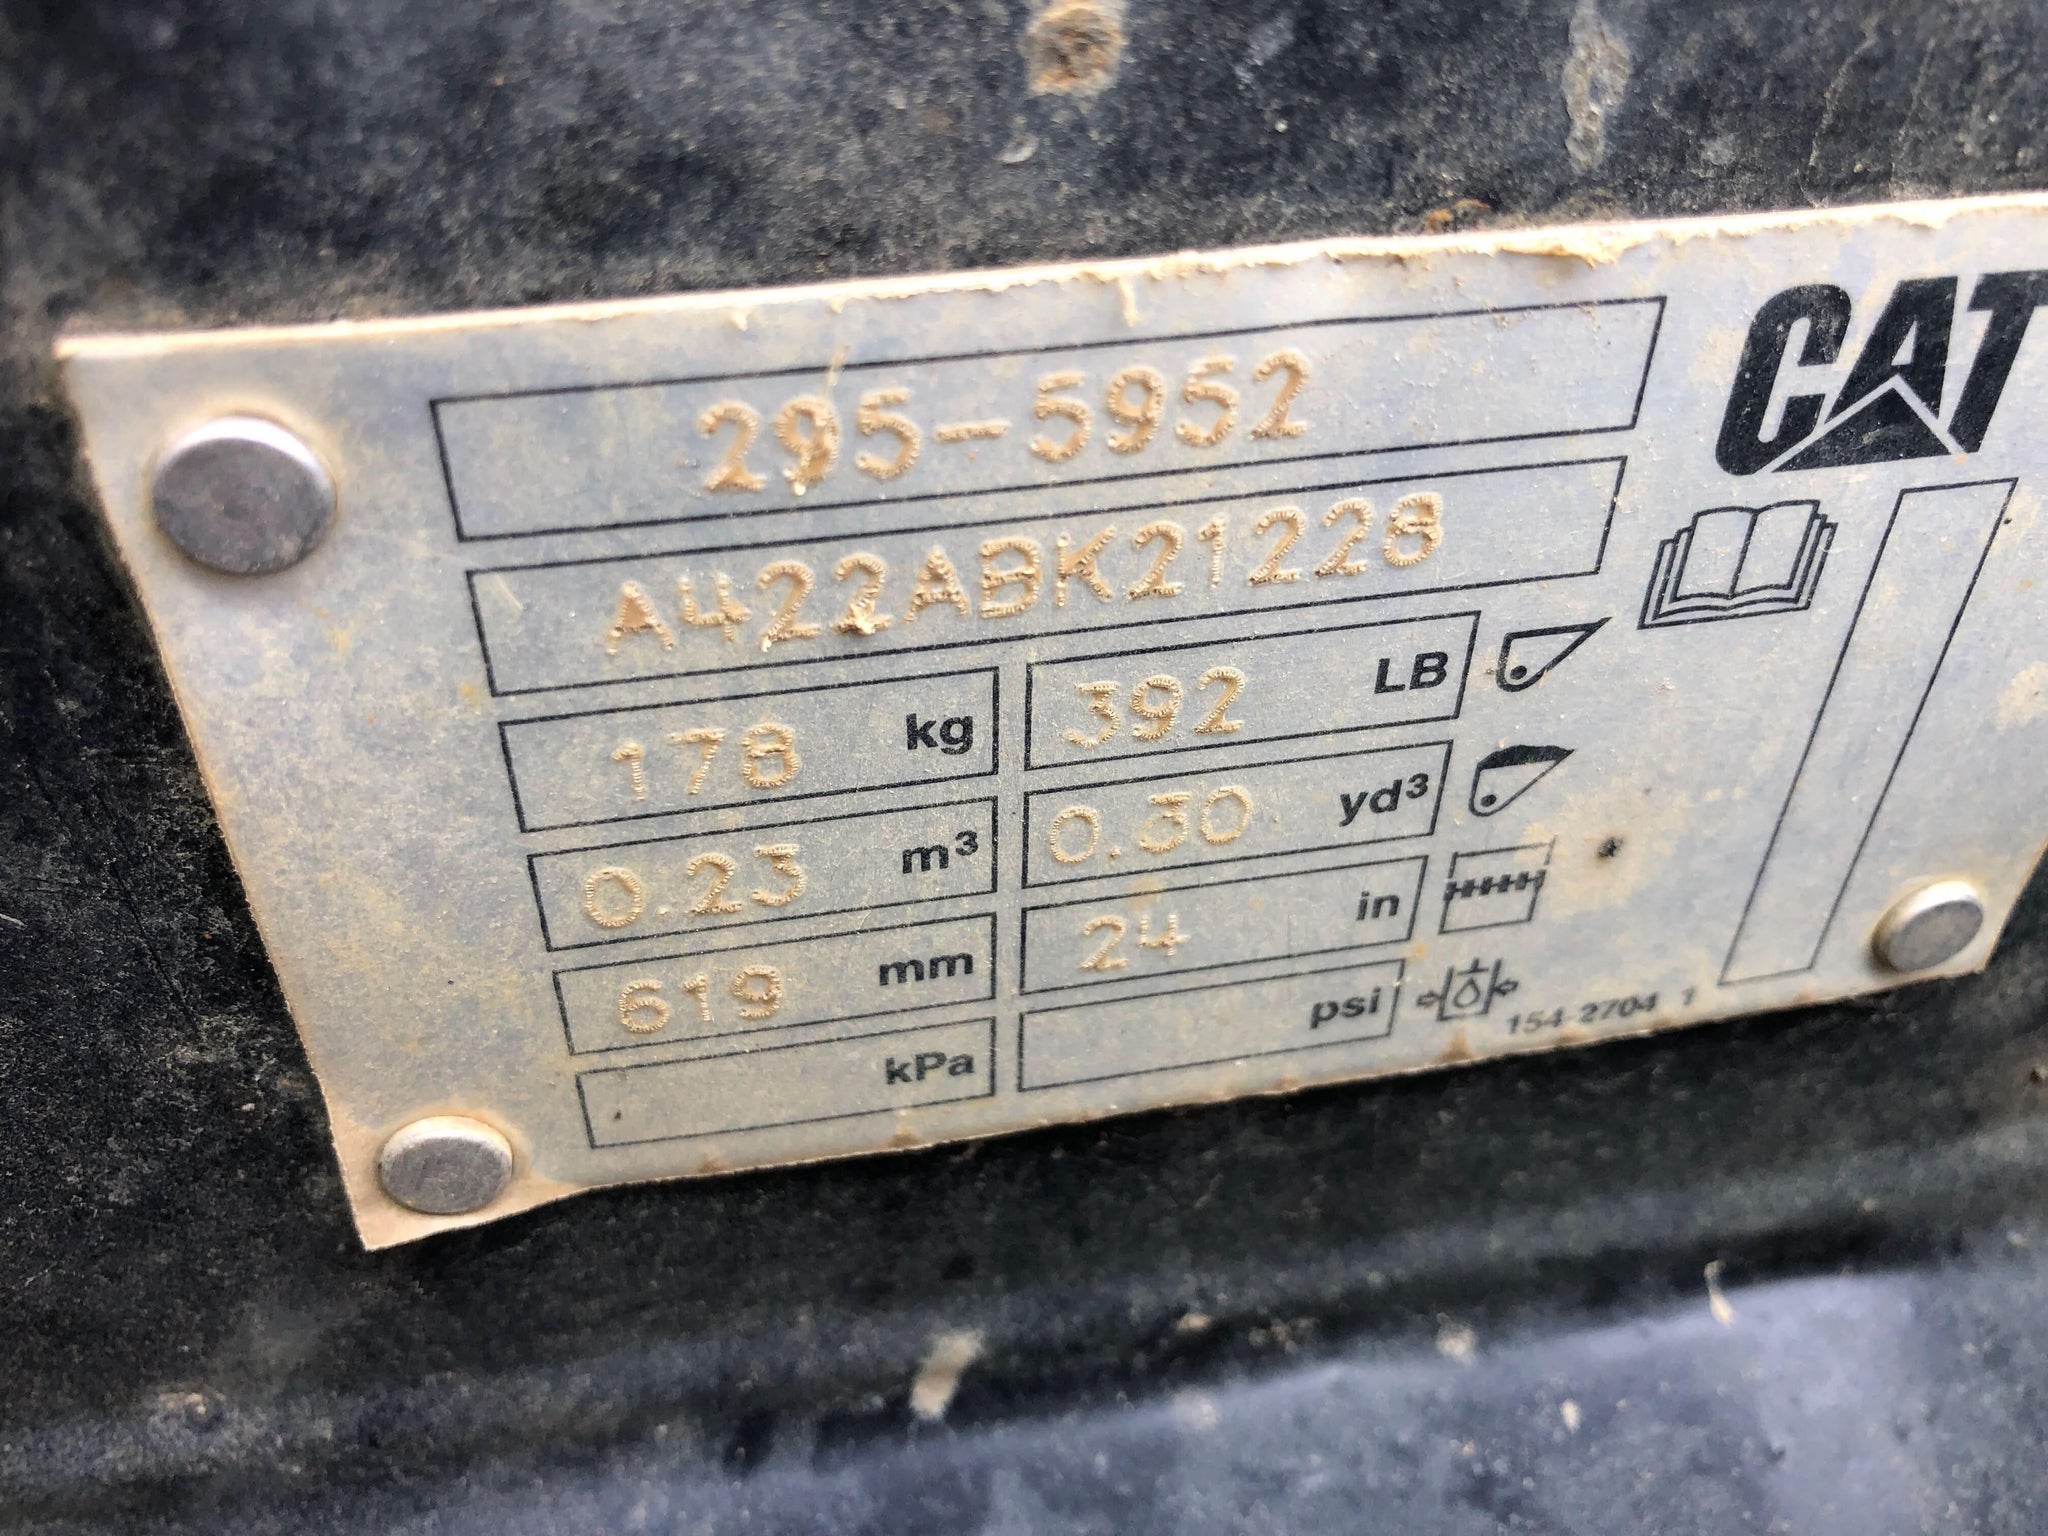 CAT
295-5952
A422ABK21228
178 kg 392 LB
0.23 m³ 0.30 yd³
619 mm 24 in
kPa psi
154-2704 1